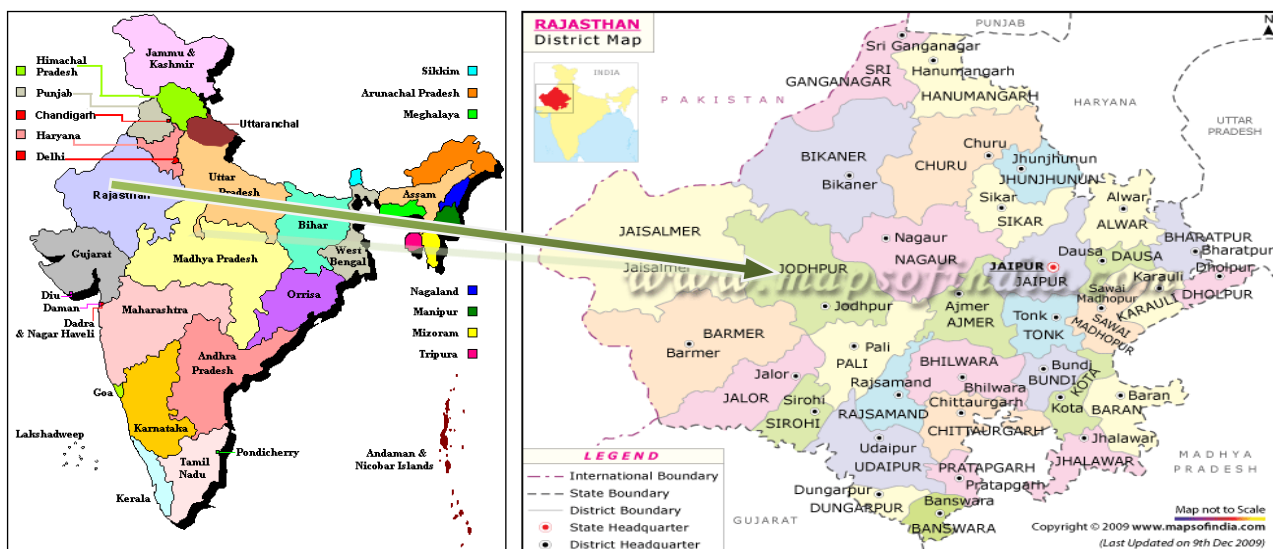 Jammu &
Kashmir
Himachal
Pradesh
Punjab
Chandigarh
Haryana
Delhi
Uttaranchal
Sikkim
Arunachal Pradesh
Meghalaya
Rajasthan
Uttar
Pradesh
Assam
Bihar
Gujarat
Madhya Pradesh
West
Bengal
Diu
Daman
Dadra
& Nagar Haveli
Maharashtra
Orrisa
Nagaland
Manipur
Mizoram
Tripura
Andhra
Pradesh
Goa
Karnataka
Lakshadweep
Pondicherry
Tamil
Nadu
Kerala
Andaman &
Nicobar Islands
RAJASTHAN
District Map
INDIA
N
PUNJAB
PAKISTAN
HARYANA
UTTAR
PRADESH
Sri Ganganagar
SRI
GANGANAGAR
Hanumangarh
HANUMANGARH
BIKANER
Bikaner
Churu
CHURU
Jhunjhunun
JHUNJHUNUN
Sikar
SIKAR
Alwar
ALWAR
JAISALMER
Jaisalmer
JODHPUR
Jodhpur
Nagaur
NAGAUR
JAIPUR
JAIPUR
Dausa
DAUSA
BHARATPUR
Bharatpur
Dholpur
DHOLPUR
Karauli
KARAULI
Sawai
Madhopur
SAWAI
MADHOPUR
www.mapsofindia.co
Ajmer
AJMER
Tonk
TONK
BARMER
Barmer
Pali
PALI
Jalor
JALOR
Sirohi
SIROHI
Rajsamand
RAJSAMAND
BHILWARA
Bhilwara
Bundi
BUNDI
KOTA
Kota
Baran
BARAN
Chittaurgarh
CHITTAURGARH
Jhalawar
JHALAWAR
Udaipur
UDAIPUR
PRATAPGARH
Pratapgarh
Dungarpur
DUNGARPUR
Banswara
BANSWARA
GUJARAT
MADHYA
PRADESH
LEGEND
International Boundary
State Boundary
District Boundary
State Headquarter
District Headquarter
Map not to Scale
Copyright © 2009 www.mapsofindia.com
(Last Updated on 9th Dec 2009)